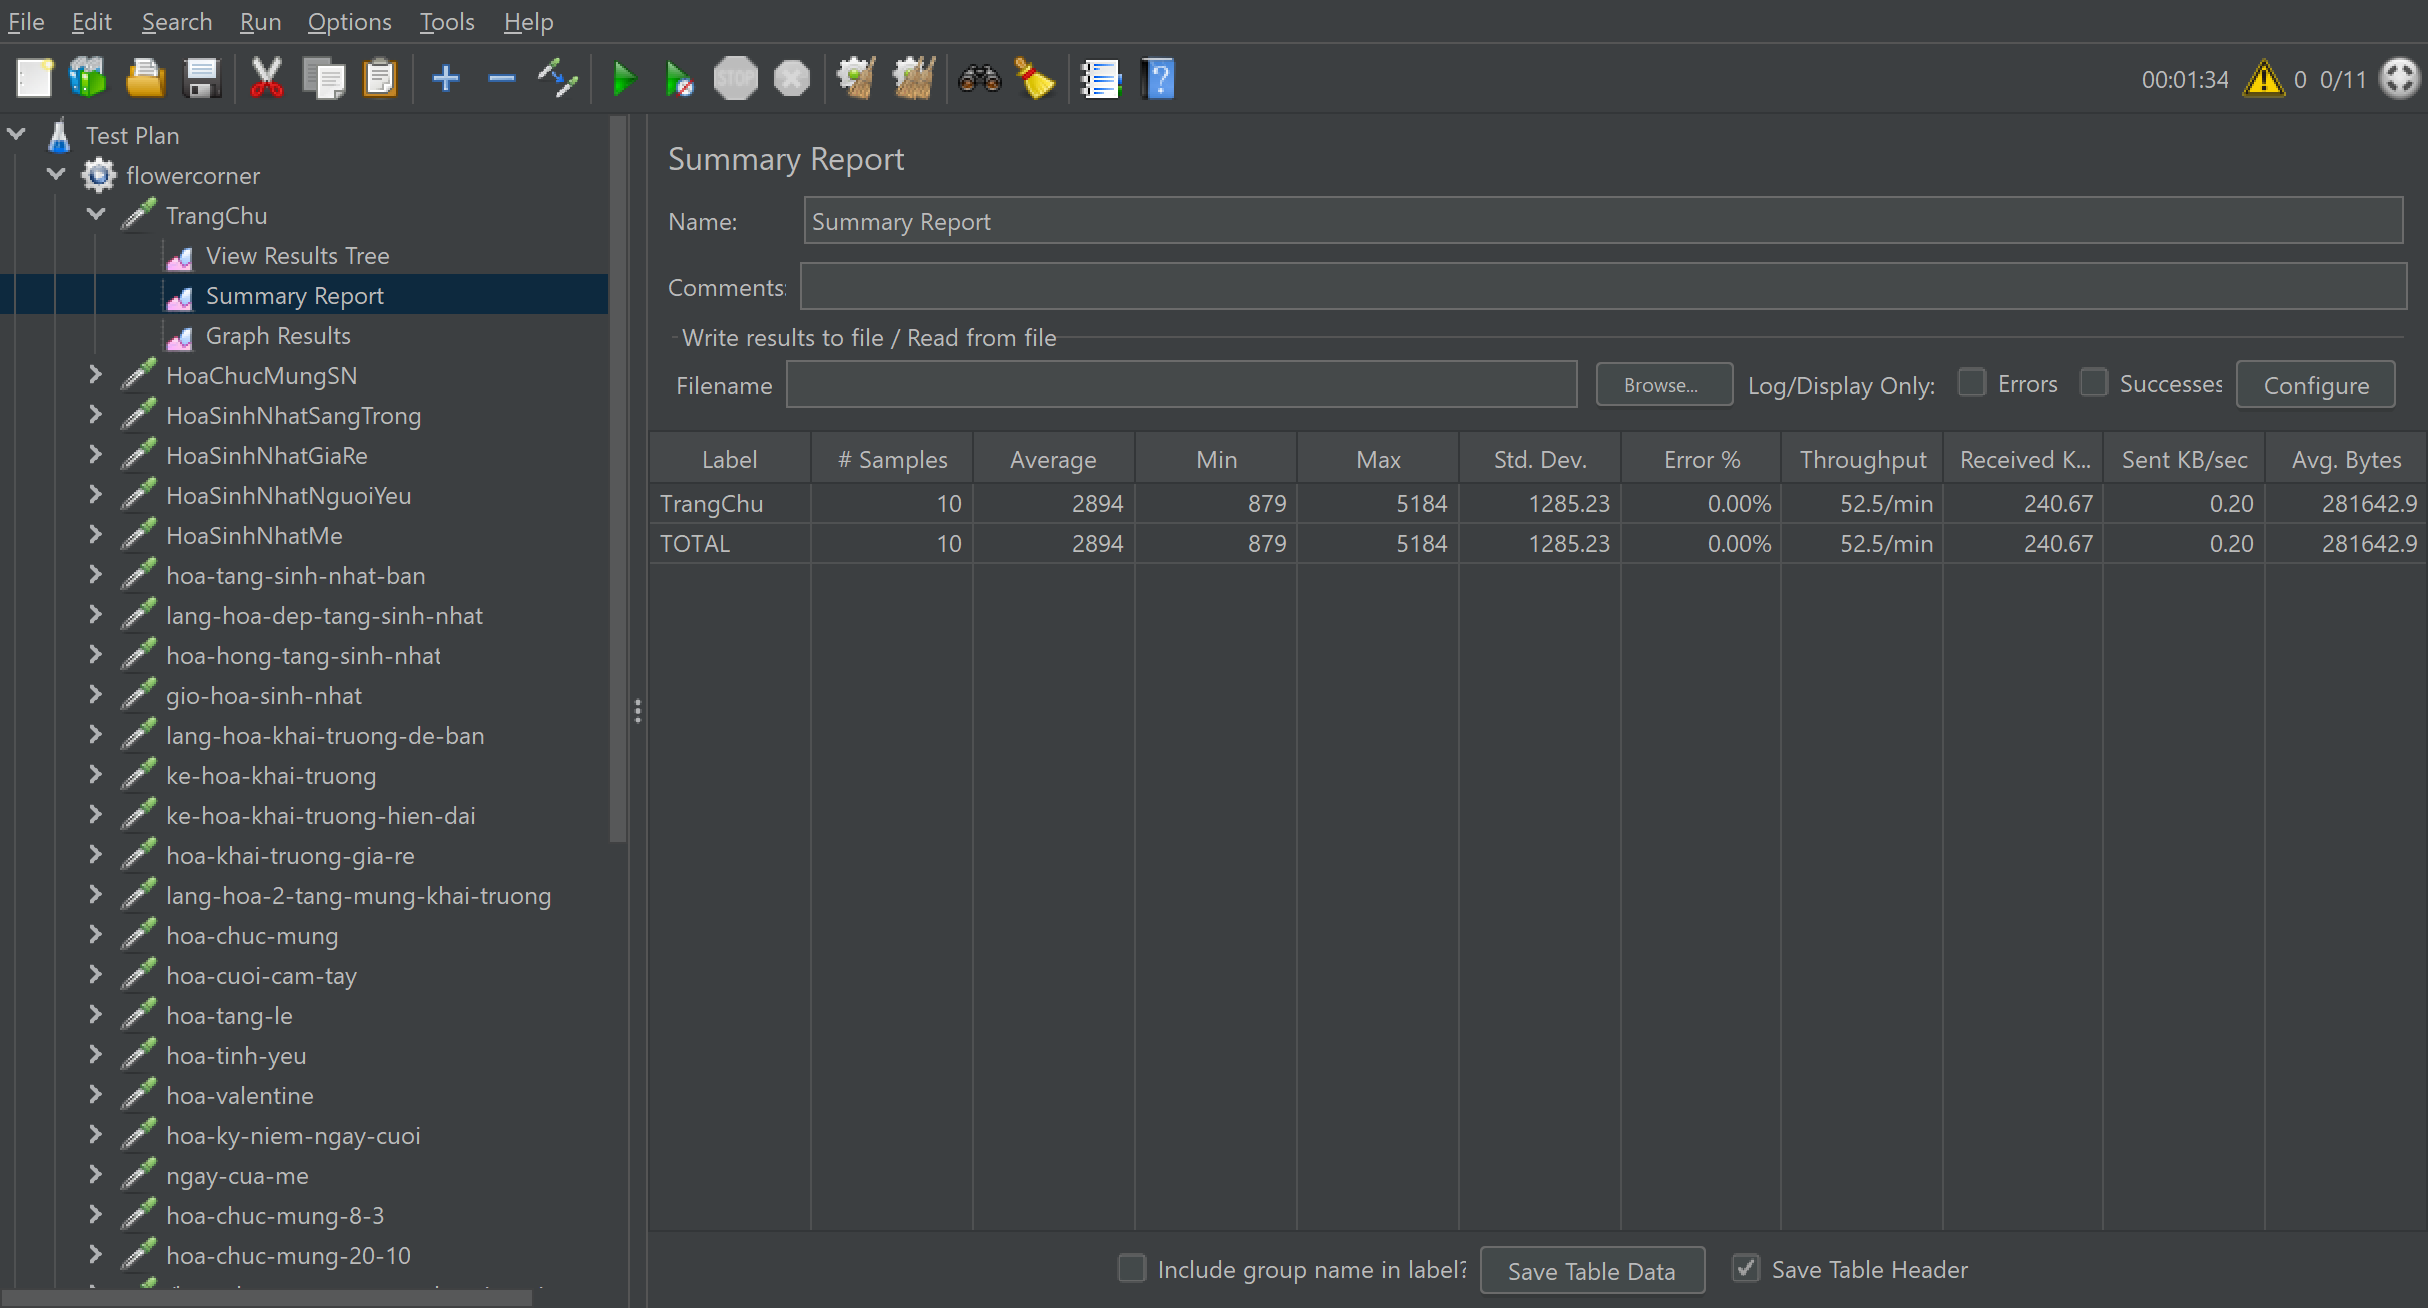 File Edit Search Run Options Tools Help
STOP
00:01:34 0 0/11
Test Plan
flowercorner
TrangChu
View Results Tree
Summary Report
Graph Results
HoaChucMungSN
HoaSinhNhatSangTrong
HoaSinhNhatGiaRe
HoaSinhNhatNguoiYeu
HoaSinhNhatMe
hoa-tang-sinh-nhat-ban
lang-hoa-dep-tang-sinh-nhat
hoa-hong-tang-sinh-nhat
gio-hoa-sinh-nhat
lang-hoa-khai-truong-de-ban
ke-hoa-khai-truong
ke-hoa-khai-truong-hien-dai
hoa-khai-truong-gia-re
lang-hoa-2-tang-mung-khai-truong
hoa-chuc-mung
hoa-cuoi-cam-tay
hoa-tang-le
hoa-tinh-yeu
hoa-valentine
hoa-ky-niem-ngay-cuoi
ngay-cua-me
hoa-chuc-mung-8-3
hoa-chuc-mung-20-10
Summary Report
Name: Summary Report
Comments:
Write results to file / Read from file
Filename Browse... Log/Display Only: Errors Successes Configure
Label # Samples Average Min Max Std. Dev. Error % Throughput Received K... Sent KB/sec Avg. Bytes
TrangChu 10 2894 879 5184 1285.23 0.00% 52.5/min 240.67 0.20 281642.9
TOTAL 10 2894 879 5184 1285.23 0.00% 52.5/min 240.67 0.20 281642.9
Include group name in label? Save Table Data Save Table Header